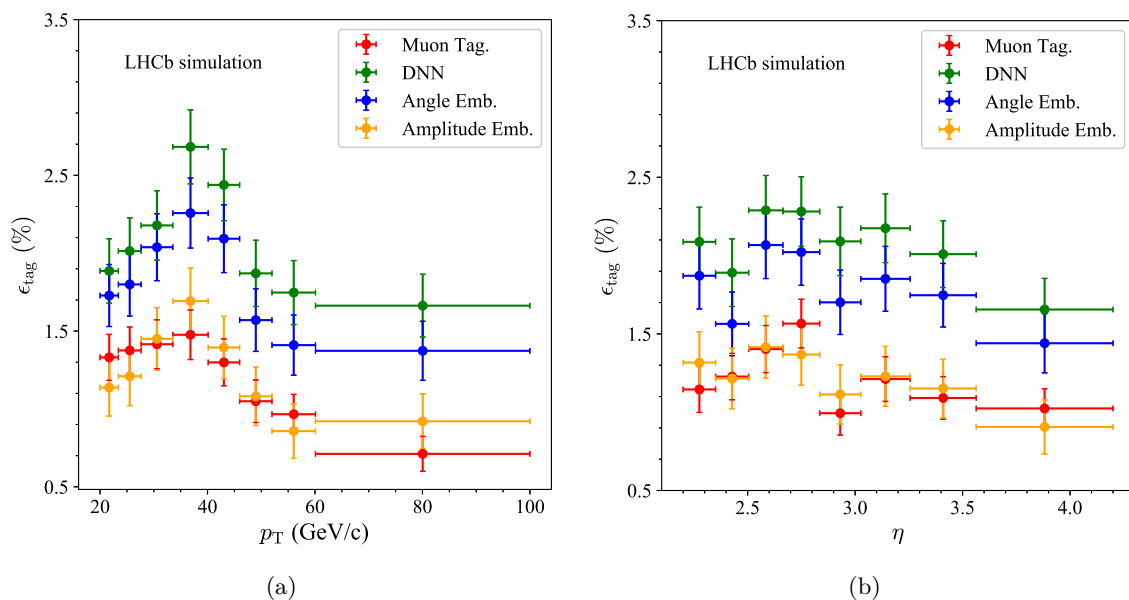 3.5
LHCb simulation
Muon Tag.
DNN
Angle Emb.
Amplitude Emb.
2.5
ϵtag (%)
1.5
0.5
20 40 60 80 100
pT (GeV/c)
(a)
3.5
LHCb simulation
Muon Tag.
DNN
Angle Emb.
Amplitude Emb.
2.5
ϵtag (%)
1.5
0.5
2.5 3.0 3.5 4.0
η
(b)